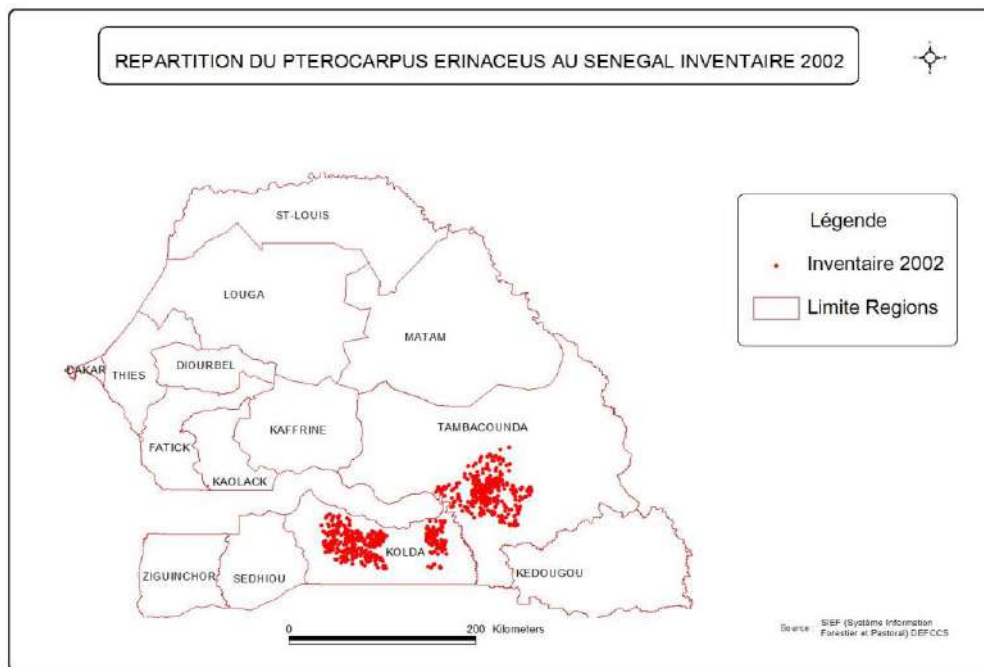 REPARTITION DU PTEROCARPUS ERINACEUS AU SENEGAL INVENTAIRE 2002
ST-LOUIS
LOUGA
MATAM
DAKAR
THIES
DIOURBEL
KAFFRINE
TAMBACOUNDA
FATICK
KAOLACK
KOLDA
ZIGUINCHOR
SEDHIOU
KEDOUGOU
Légende
Inventaire 2002
Limite Regions
0
200 Kilometers
Source : SIEF (Système Information
Forestier et Pastoral) DEFCCS